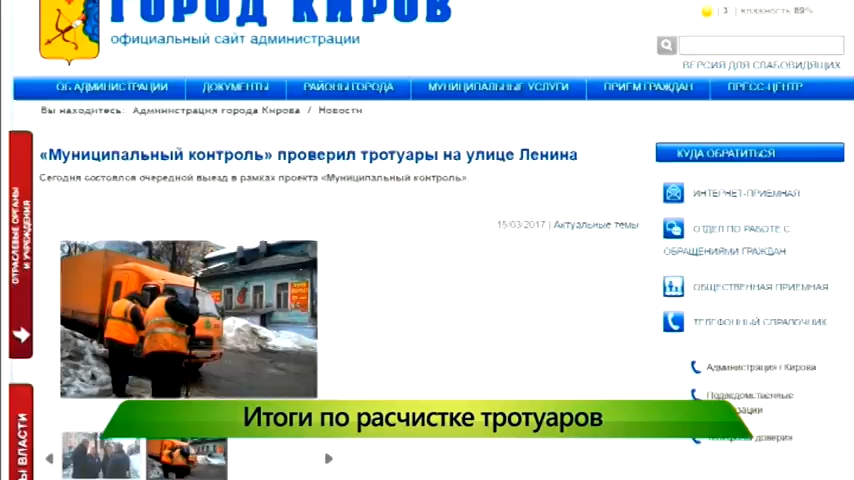 ГОРОД КИРОВ
официальный сайт администрации
ВЕРСИЯ ДЛЯ СЛАБОВИДЯЩИХ
ОБ АДМИНИСТРАЦИИ
ДОКУМЕНТЫ
РАЙОНЫ ГОРОДА
МУНИЦИПАЛЬНЫЕ УСЛУГИ
ПРИЕМ ГРАЖДАН
ПРЕСС-ЦЕНТР
Вы находитесь: Администрация города Кирова / Новости
ОТРАСЛЕВЫЕ ОРГАНЫ
И УЧРЕЖДЕНИЯ
«Муниципальный контроль» проверил тротуары на улице Ленина
Сегодня состоялся очередной выезд в рамках проекта «Муниципальный контроль».
15/03/2017 | Актуальные темы
КУДА ОБРАТИТЬСЯ
ИНТЕРНЕТ-ПРИЕМНАЯ
ОТДЕЛ ПО РАБОТЕ С
ОБРАЩЕНИЯМИ ГРАЖДАН
ОБЩЕСТВЕННАЯ ПРИЕМНАЯ
ТЕЛЕФОННЫЙ СПРАВОЧНИК
Администрация г.Кирова
Подведомственные
Итоги по расчистке тротуаров
ВЛАСТИ
доверия